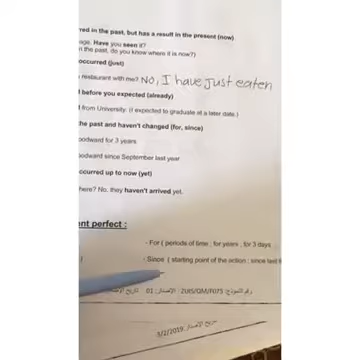 red in the past, but has a result in the present (now)
age. Have you seen it?
n the past, do you know where it is now?)
occurred (just)
restaurant with me? No, I have just eaten
before you expected (already)
from University. (I expected to graduate at a later date.)
he past and haven't changed (for, since)
oodward for 3 years
oodward since September last year
ccurred up to now (yet)
here? No, they haven't arrived yet.
nt perfect :
- For ( periods of time : for years , for 3 days
- Since ( starting point of the action : since last
رقم النموذج: ZUJ/SQM/F075 الإصدار: 01
تاريخ الإصدار: 5/2/2019